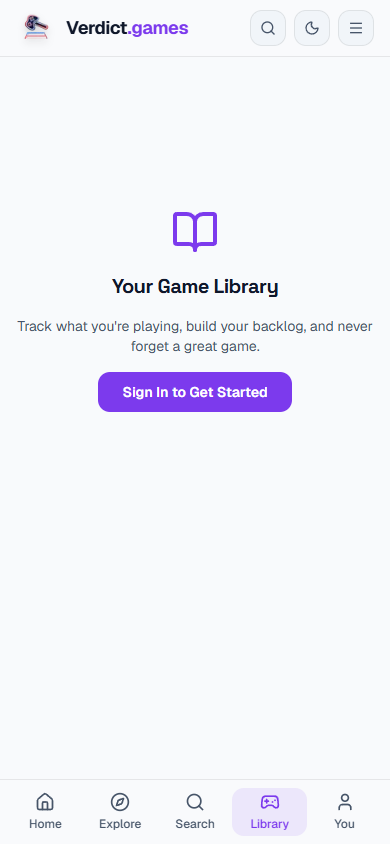 Verdict.games
Your Game Library
Track what you're playing, build your backlog, and never
forget a great game.
Sign In to Get Started
Home
Explore
Search
Library
You